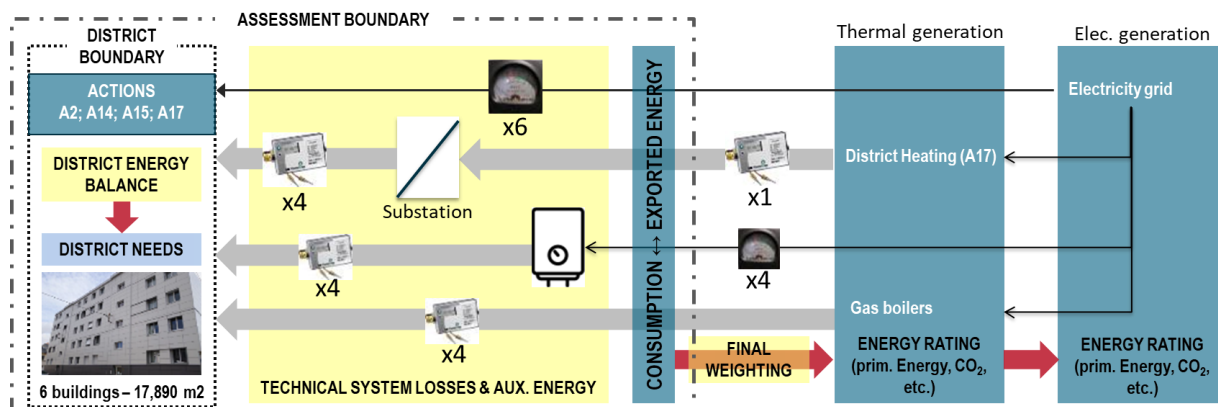 ASSESSMENT BOUNDARY
DISTRICT
BOUNDARY
Thermal generation
Elec. generation
ACTIONS
A2; A14; A15; A17
x6
Electricity grid
x4
Substation
x1
District Heating (A17)
DISTRICT ENERGY
BALANCE
DISTRICT NEEDS
x4
x4
x4
Gas boilers
CONSUMPTION ↔ EXPORTED ENERGY
6 buildings – 17,890 m2
TECHNICAL SYSTEM LOSSES & AUX. ENERGY
FINAL
WEIGHTING
ENERGY RATING
(prim. Energy, CO₂,
etc.)
ENERGY RATING
(prim. Energy, CO₂,
etc.)